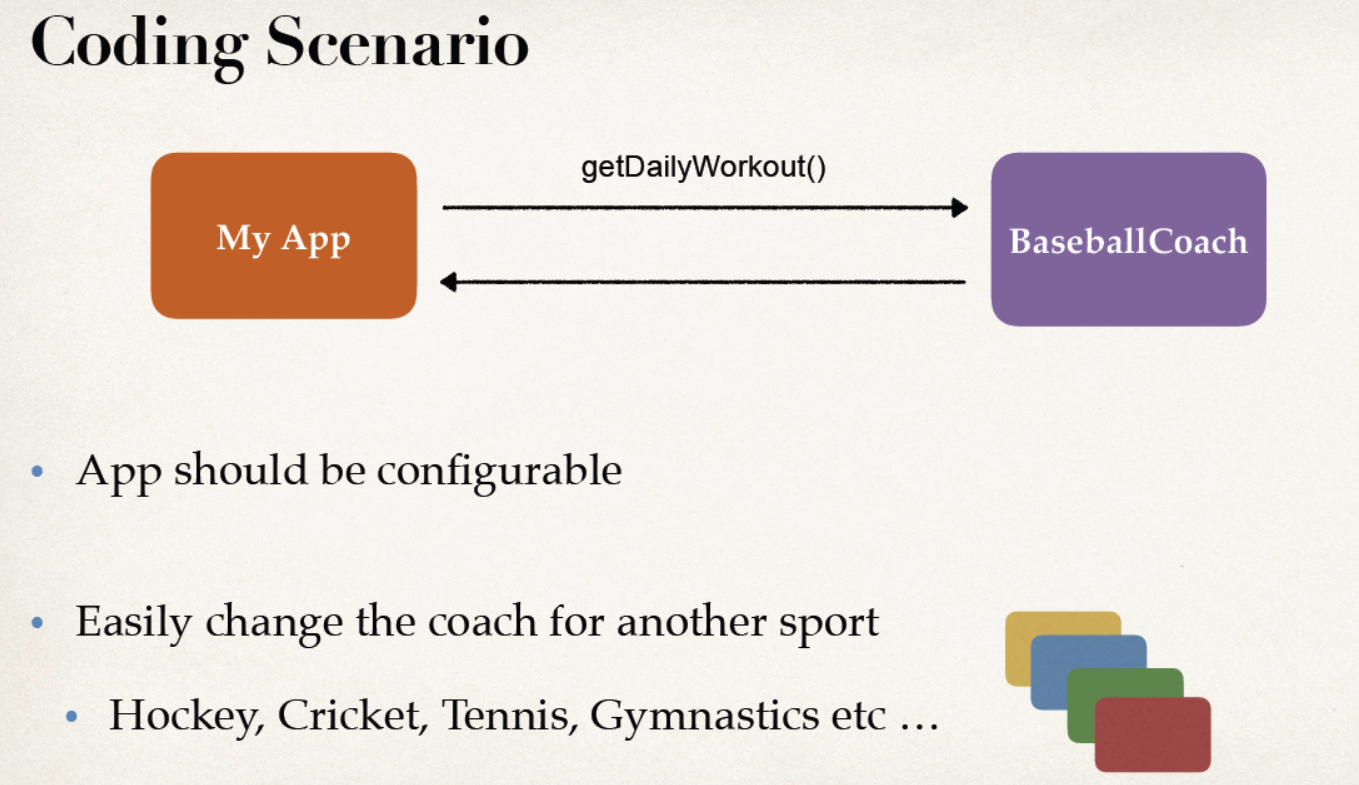 Coding Scenario
getDailyWorkout()
My App
BaseballCoach
• App should be configurable
• Easily change the coach for another sport
• Hockey, Cricket, Tennis, Gymnastics etc …